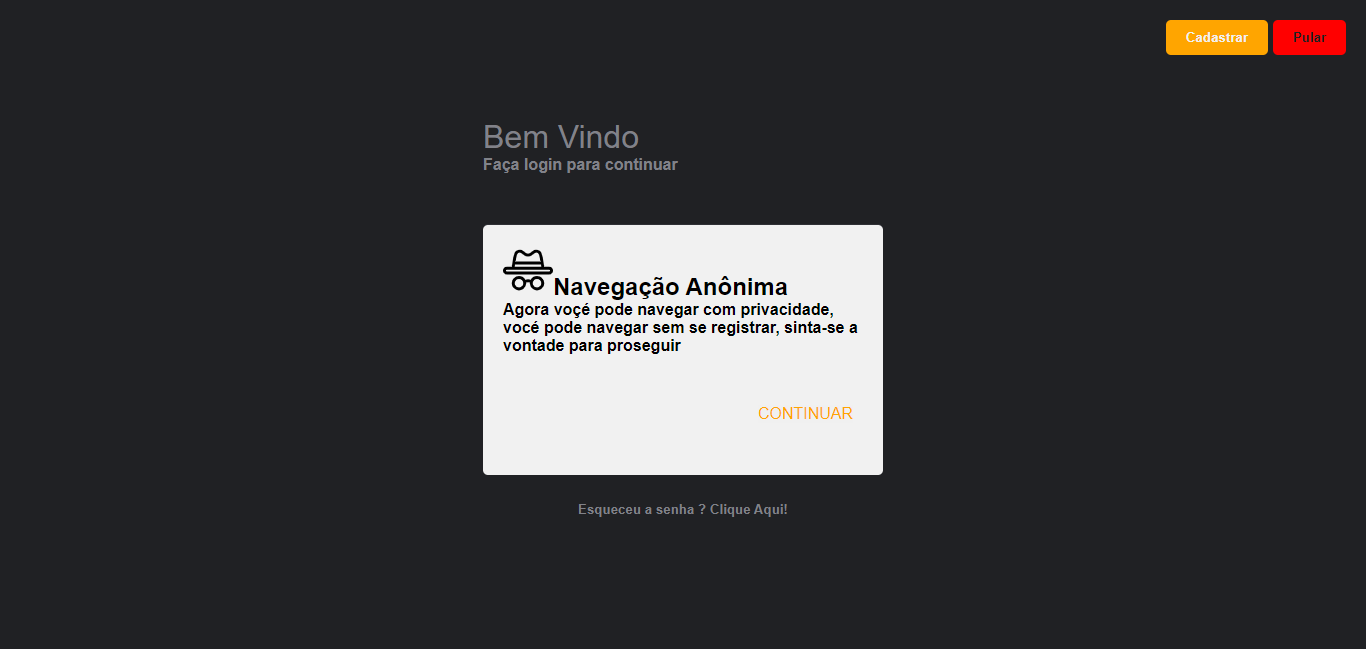 Cadastrar
Pular
Bem Vindo
Faça login para continuar
Navegação Anônima
Agora voçé pode navegar com privacidade,
vocé pode navegar sem se registrar, sinta-se a
vontade para proseguir
CONTINUAR
Esqueceu a senha ? Clique Aqui!